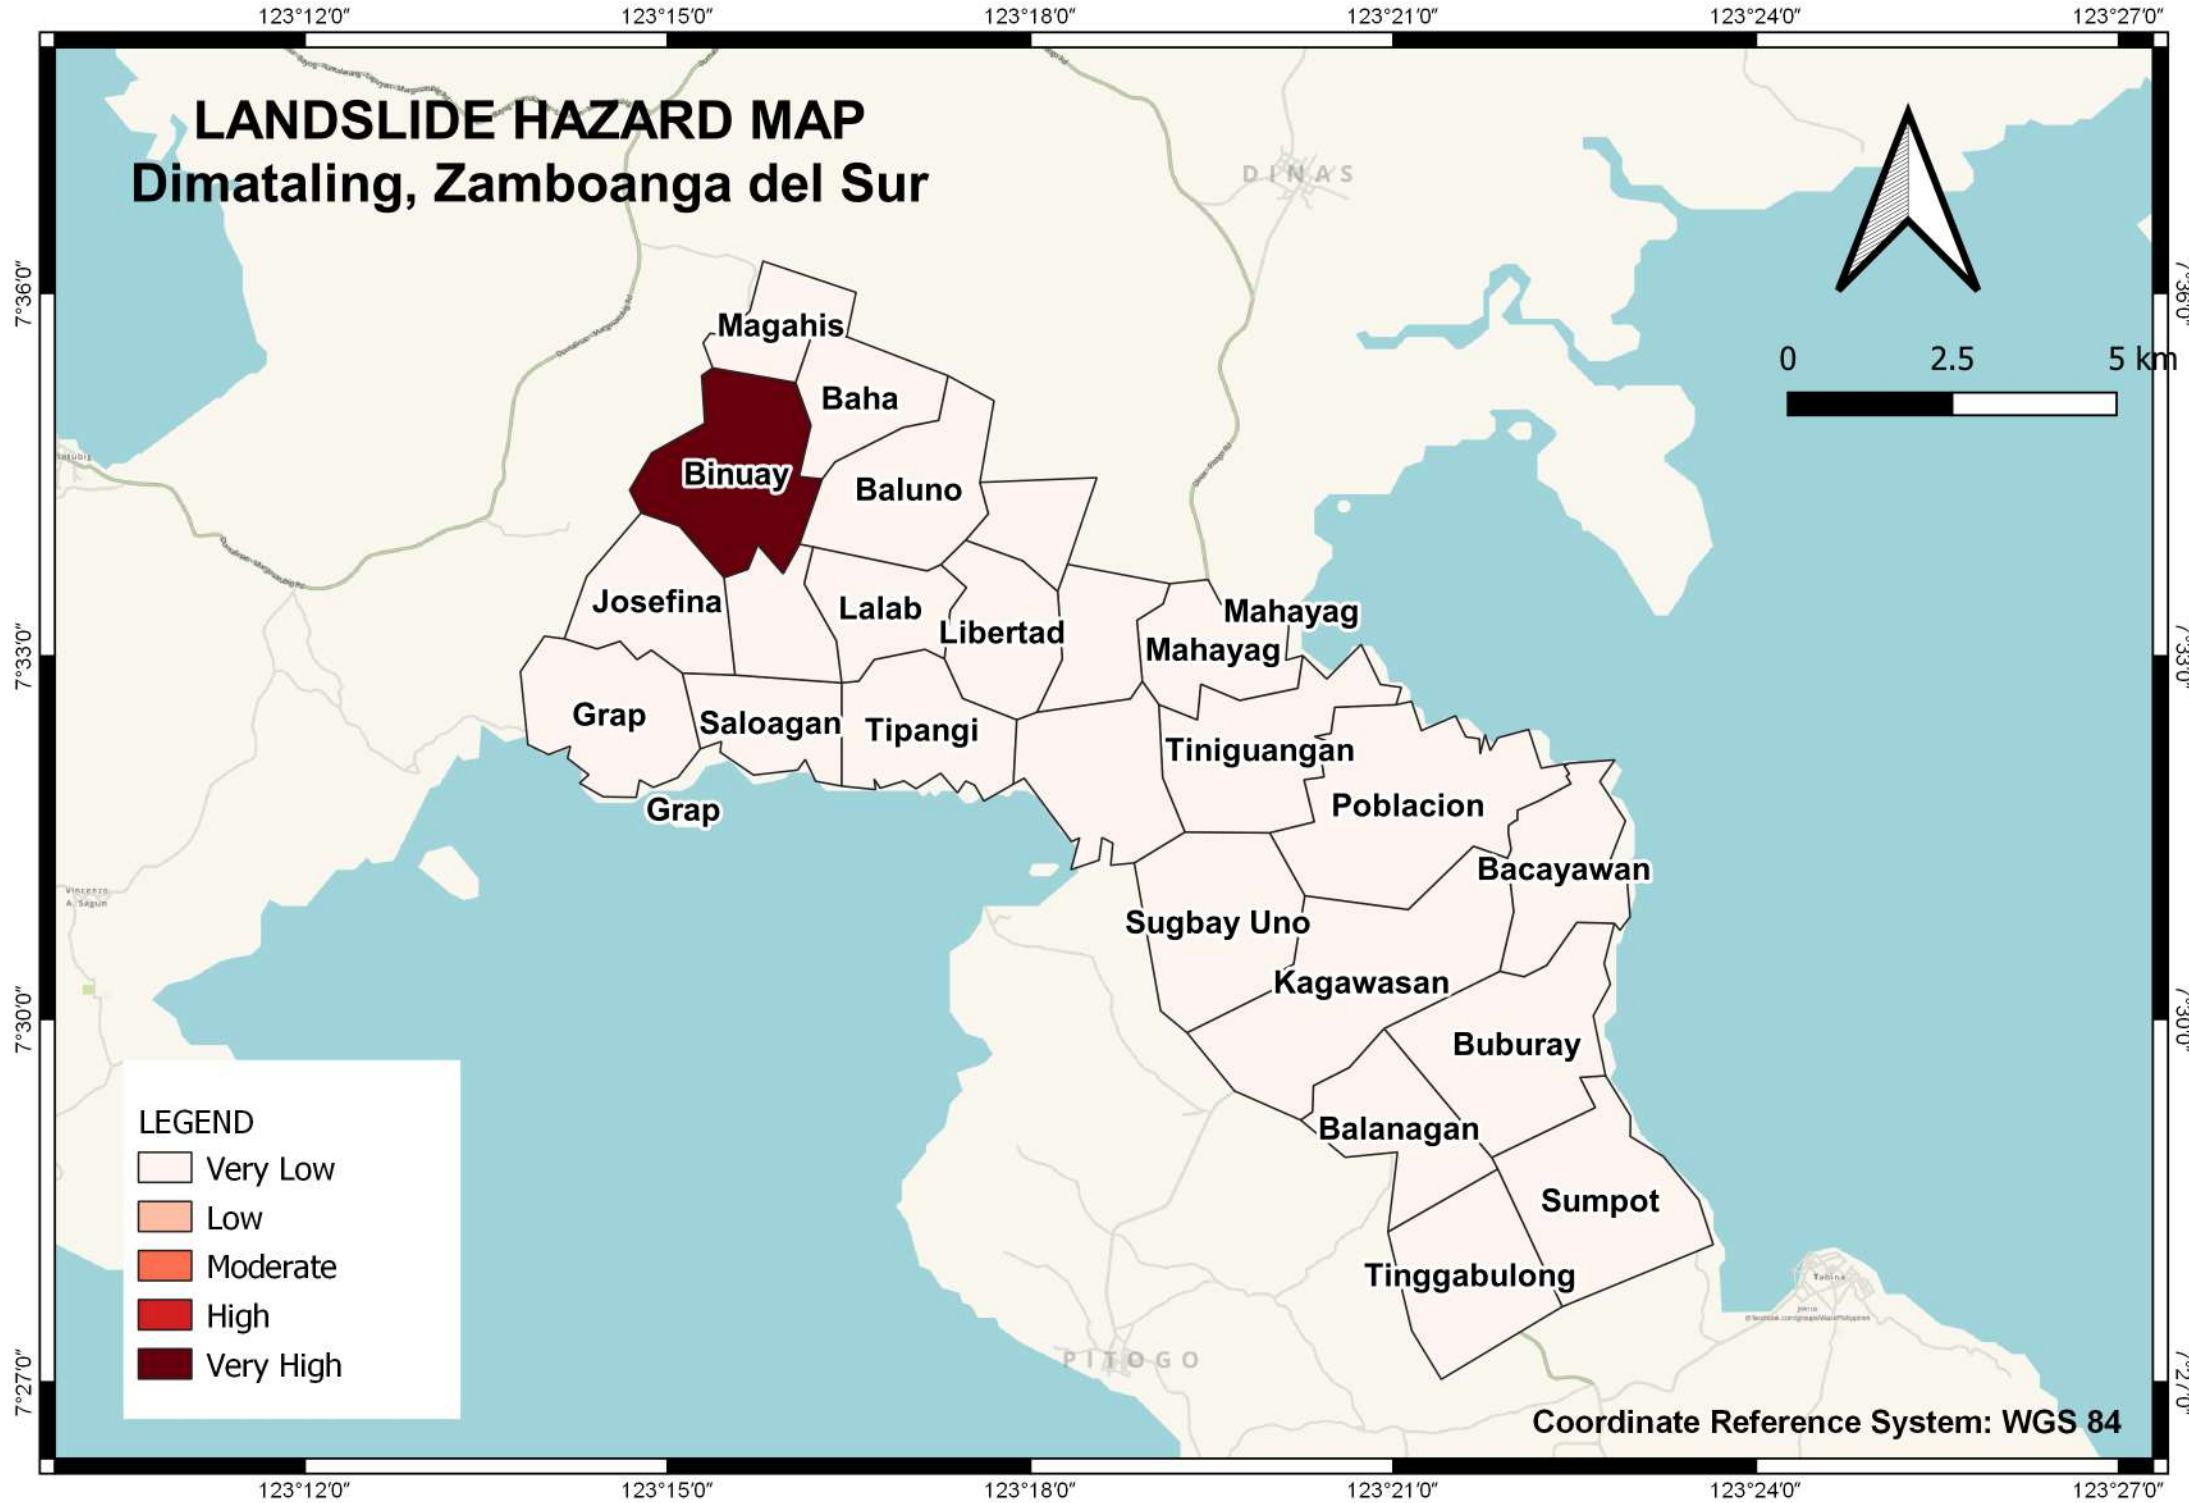 123°12′0″ 123°15′0″ 123°18′0″ 123°21′0″ 123°24′0″ 123°27′0″
LANDSLIDE HAZARD MAP
Dimataling, Zamboanga del Sur
DINAS
7°36′0″ 7°36′0″
Magahis
0 2.5 5 km
Baha
Binuay
Baluno
Josefina
Lalab
Libertad
Mahayag
Mahayag
7°33′0″ 7°33′0″
Grap
Saloagan
Tipangi
Tiniguangan
Grap
Poblacion
Bacayawan
Vincenzo
A. Sagun
Sugbay Uno
Kagawasan
7°30′0″ 7°30′0″
Buburay
Balanagan
Sumpot
Tinggabulong
Tabina
PITOGO
LEGEND
Very Low
Low
Moderate
High
Very High
7°27′0″ 7°27′0″
Coordinate Reference System: WGS 84
123°12′0″ 123°15′0″ 123°18′0″ 123°21′0″ 123°24′0″ 123°27′0″